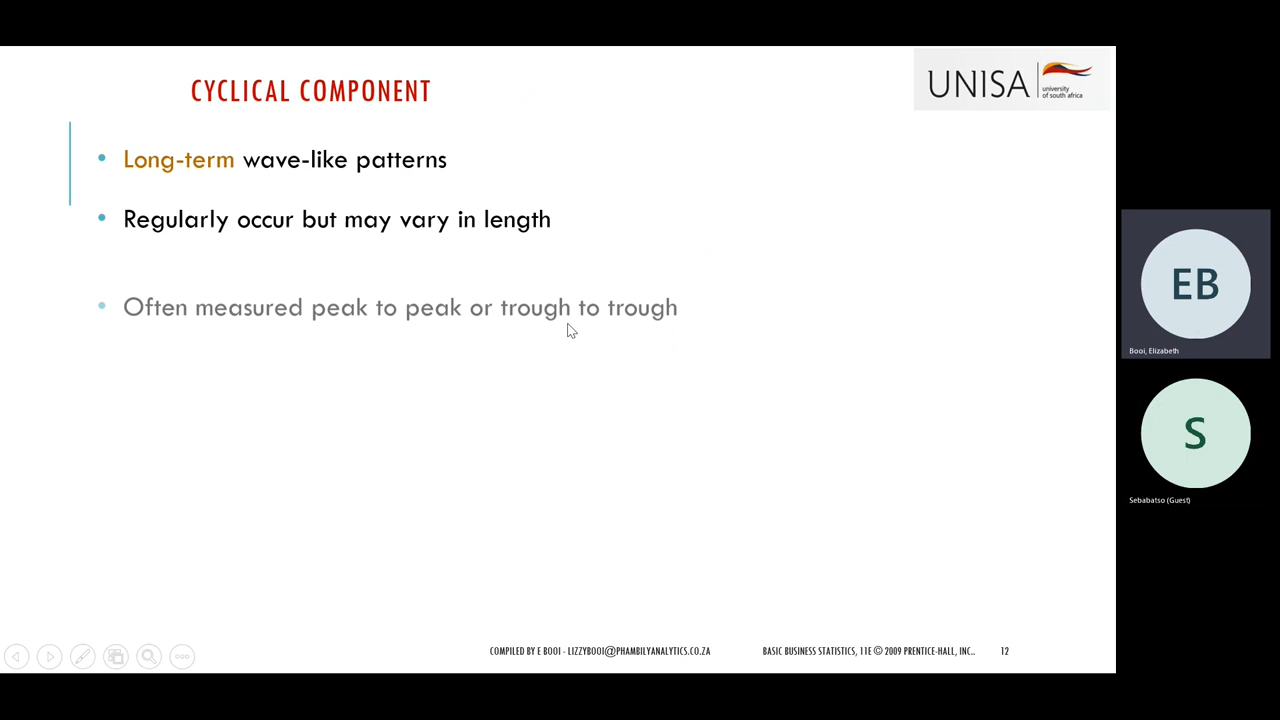 CYCLICAL COMPONENT
UNISA
university
of south africa
• Long-term wave-like patterns
• Regularly occur but may vary in length
• Often measured peak to peak or trough to trough
EB
Booi, Elizabeth
S
Sebabatso (Guest)
COMPILED BY E BOOI - LIZZYBOOI@PHAMBILYANALYTICS.CO.ZA
BASIC BUSINESS STATISTICS, 11E © 2009 PRENTICE-HALL, INC..
12